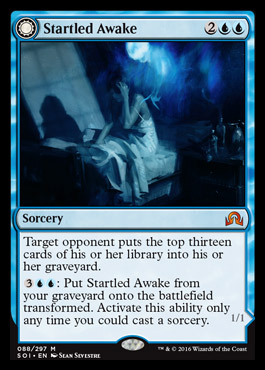 Startled Awake 2UU
Sorcery
Target opponent puts the top thirteen
cards of his or her library into his or
her graveyard.
3UU: Put Startled Awake from
your graveyard onto the battlefield
transformed. Activate this ability only
any time you could cast a sorcery.
1/1
088/297 M
SOI • EN Sean Sevestre
™ & © 2016 Wizards of the Coast